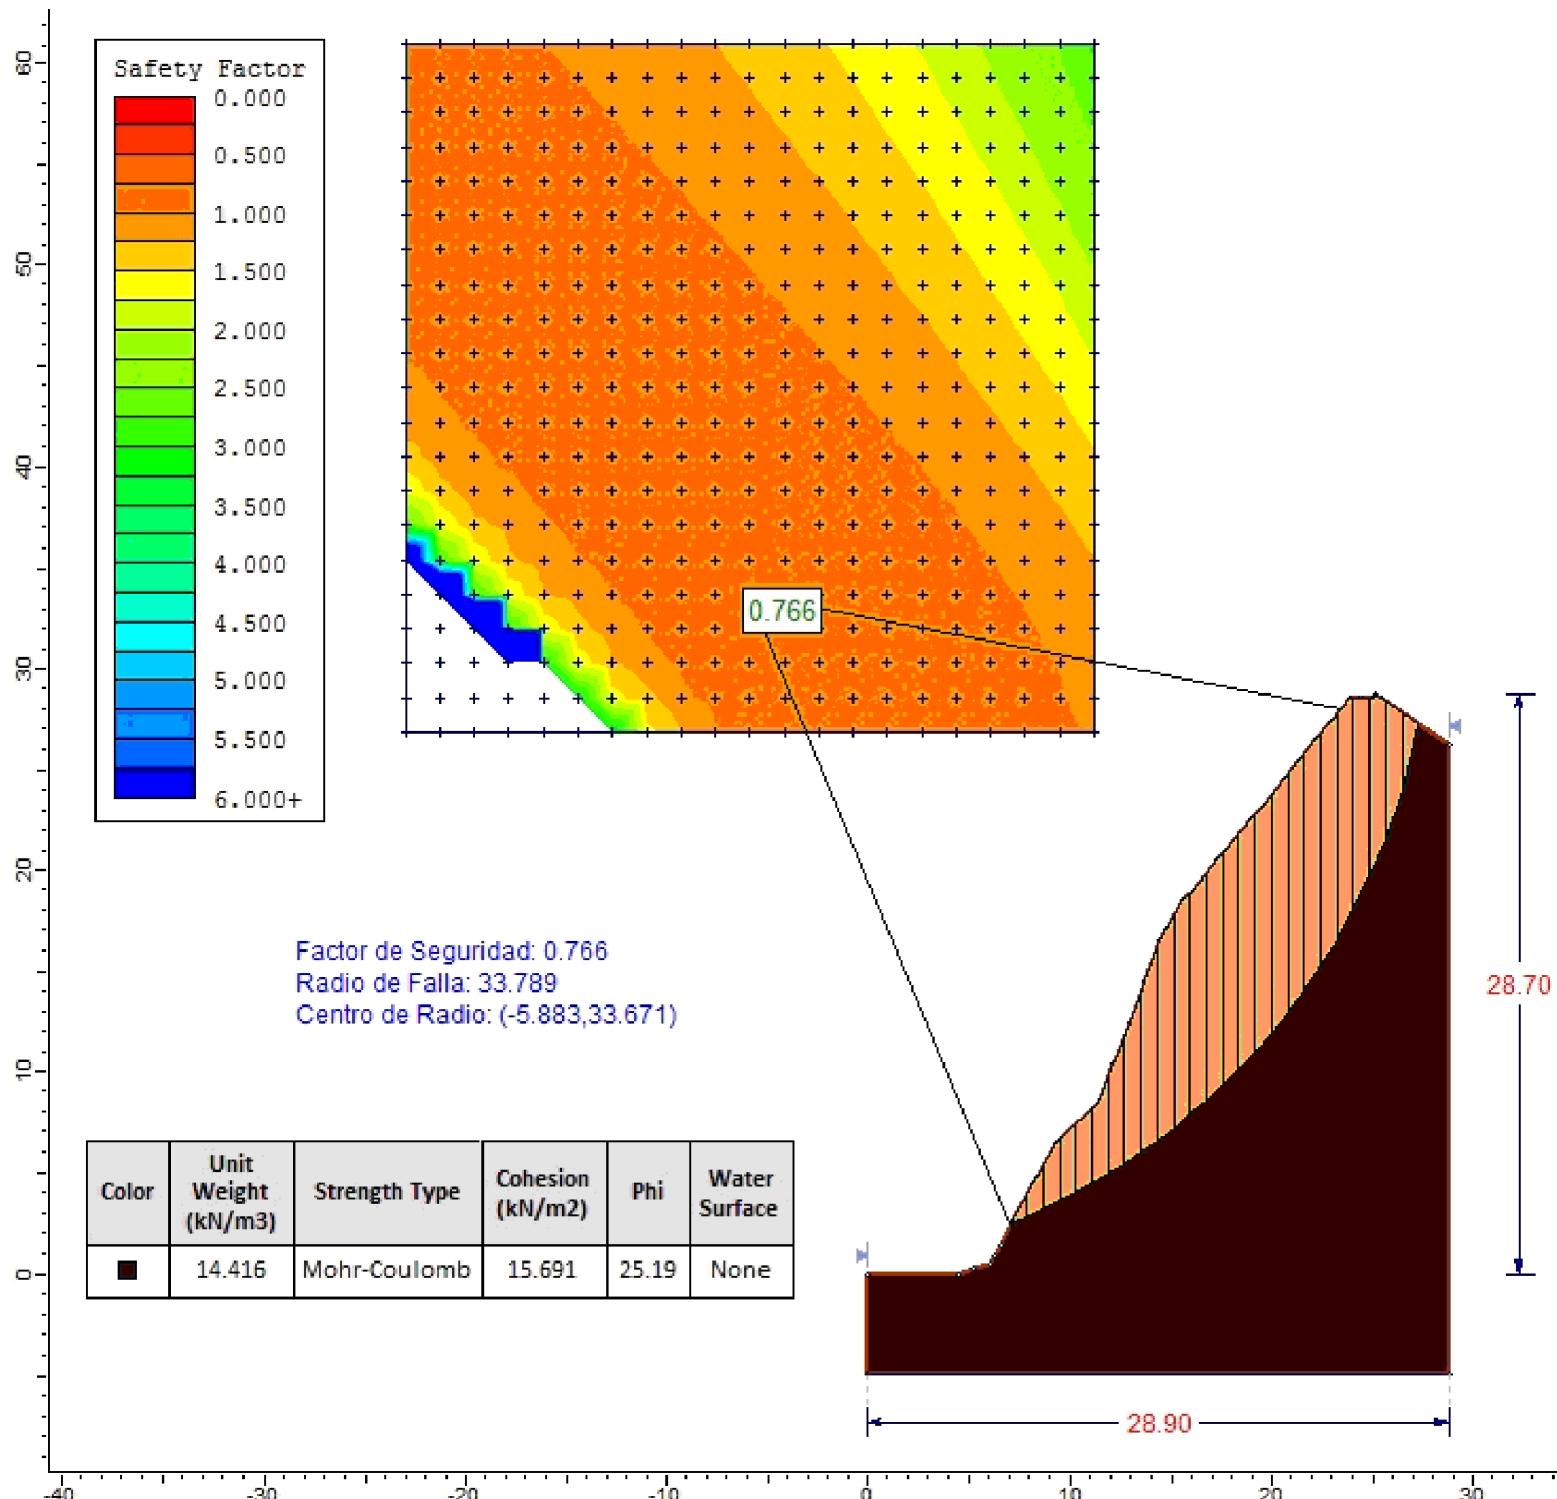 Safety Factor
0.000
0.500
1.000
1.500
2.000
2.500
3.000
3.500
4.000
4.500
5.000
5.500
6.000+
0.766
Factor de Seguridad: 0.766
Radio de Falla: 33.789
Centro de Radio: (-5.883,33.671)
Color
Unit
Weight
(kN/m3)
Strength Type
Cohesion
(kN/m2)
Phi
Water
Surface
14.416
Mohr-Coulomb
15.691
25.19
None
28.70
28.90
60
50
40
30
20
10
0
-40
-30
-20
-10
0
10
20
30